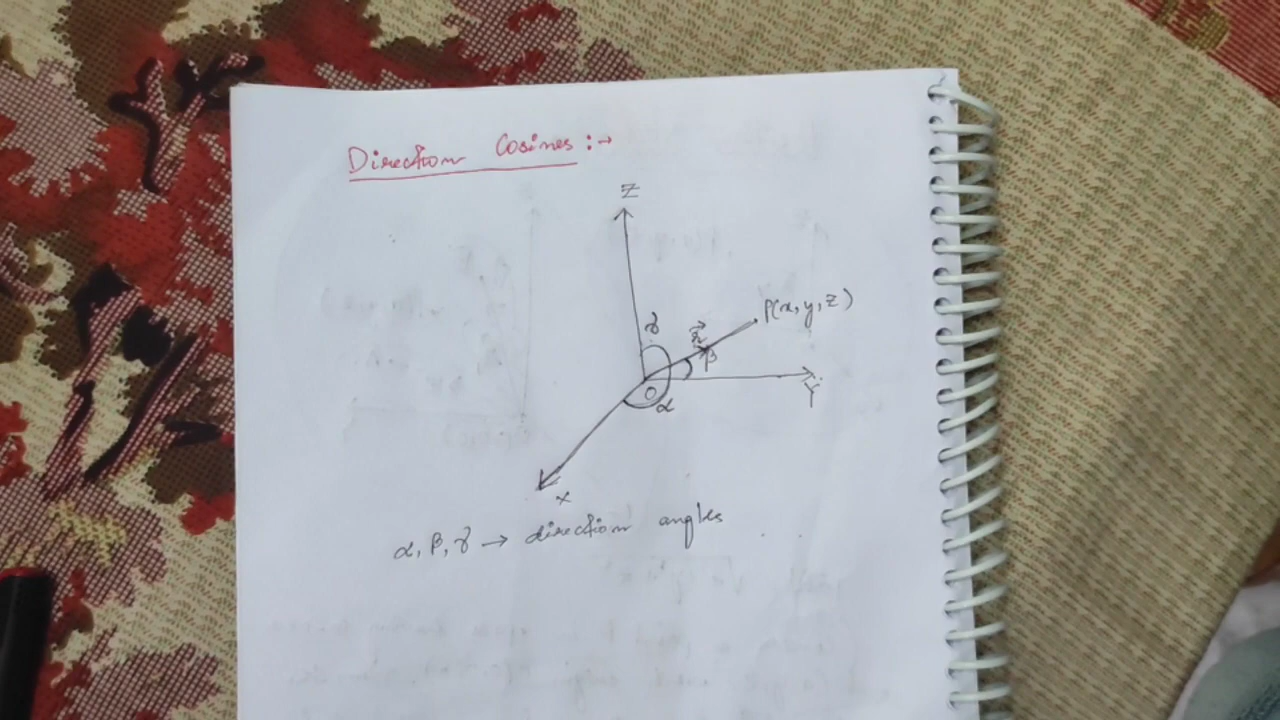 Direction Cosines :→
Z
γ
r⃗
P(x, y, z)
β
Y
O
α
X
α, β, γ → direction angles